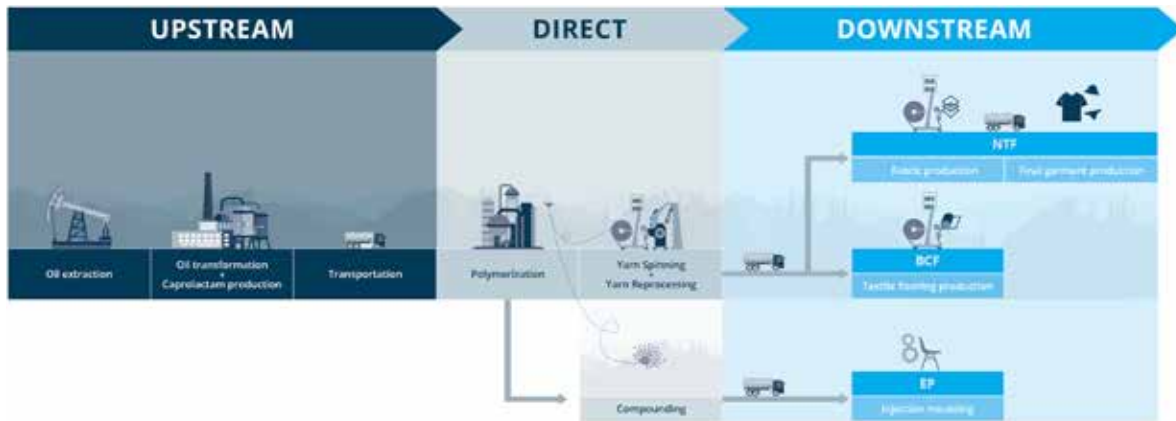 UPSTREAM
DIRECT
DOWNSTREAM
NTF
Fabric production
Final garment production
Oil extraction
Oil transformation
+
Caprolactam production
Transportation
Polymerization
Yarn Spinning
+
Yarn Reprocessing
BCF
Textile flooring production
Compounding
EP
Injection moulding